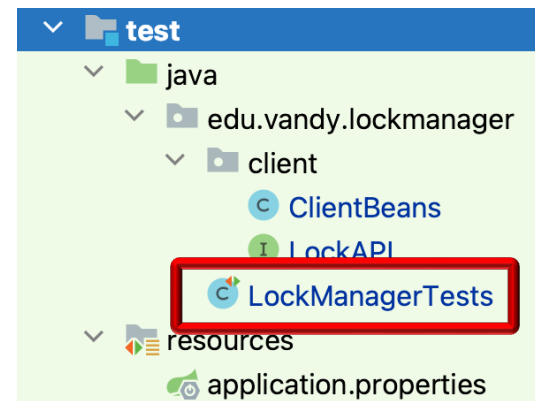 test
java
edu.vandy.lockmanager
client
C ClientBeans
I LockAPI
C LockManagerTests
resources
application.properties